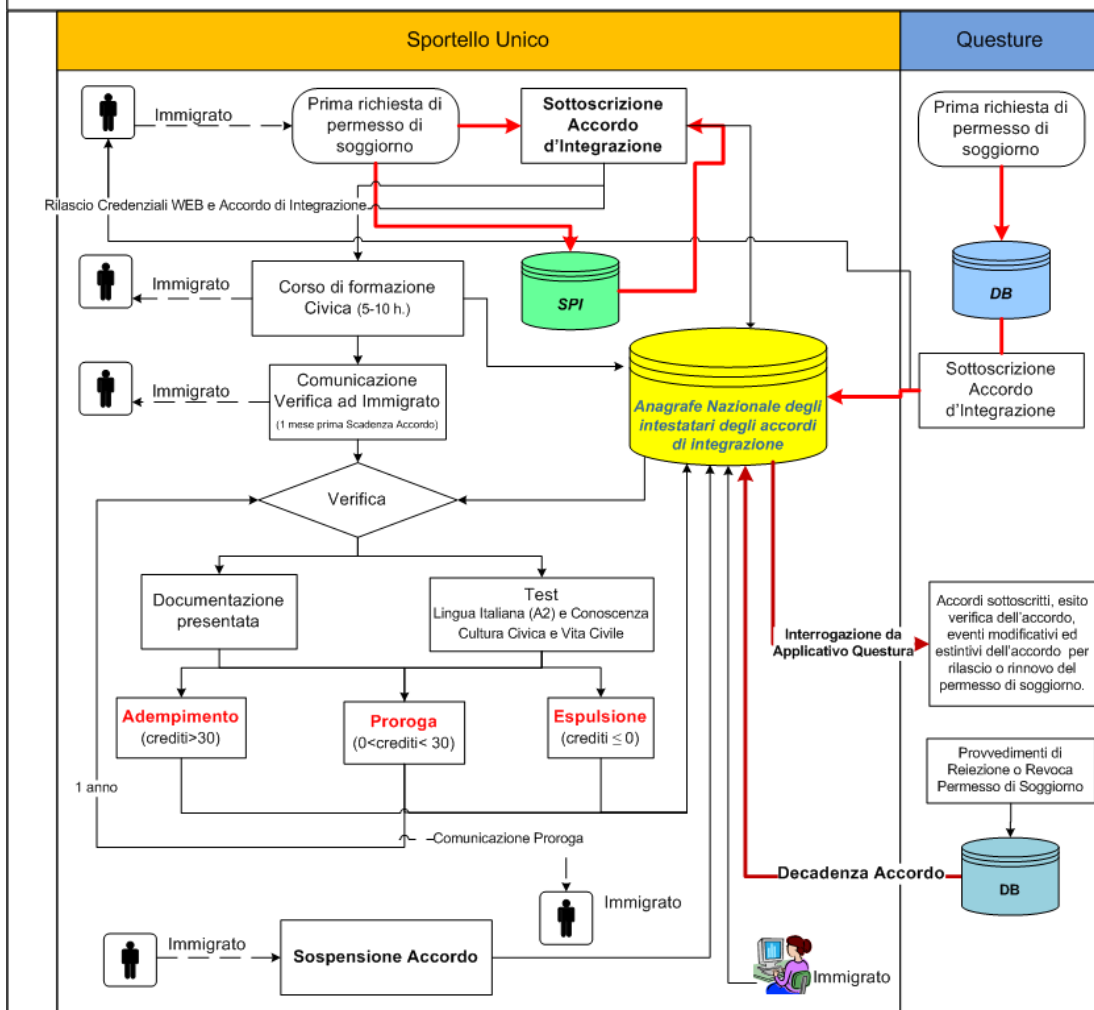 Sportello Unico
Questure
Immigrato
Prima richiesta di
permesso di
soggiorno
Sottoscrizione
Accordo
d'Integrazione
Prima richiesta di
permesso di
soggiorno
Rilascio Credenziali WEB e Accordo di Integrazione
SPI
DB
Immigrato
Corso di formazione
Civica (5-10 h.)
Immigrato
Comunicazione
Verifica ad Immigrato
(1 mese prima Scadenza Accordo)
Anagrafe Nazionale degli
intestatari degli accordi
di integrazione
Sottoscrizione
Accordo
d'Integrazione
Verifica
Documentazione
presentata
Test
Lingua Italiana (A2) e Conoscenza
Cultura Civica e Vita Civile
Interrogazione da
Applicativo Questura
Accordi sottoscritti, esito
verifica dell'accordo,
eventi modificativi ed
estintivi dell'accordo per
rilascio o rinnovo del
permesso di soggiorno.
Adempimento
(crediti>30)
Proroga
(0<crediti< 30)
Espulsione
(crediti ≤ 0)
1 anno
Provvedimenti di
Reiezione o Revoca
Permesso di Soggiorno
Comunicazione Proroga
Decadenza Accordo
DB
Immigrato
Immigrato
Sospensione Accordo
Immigrato